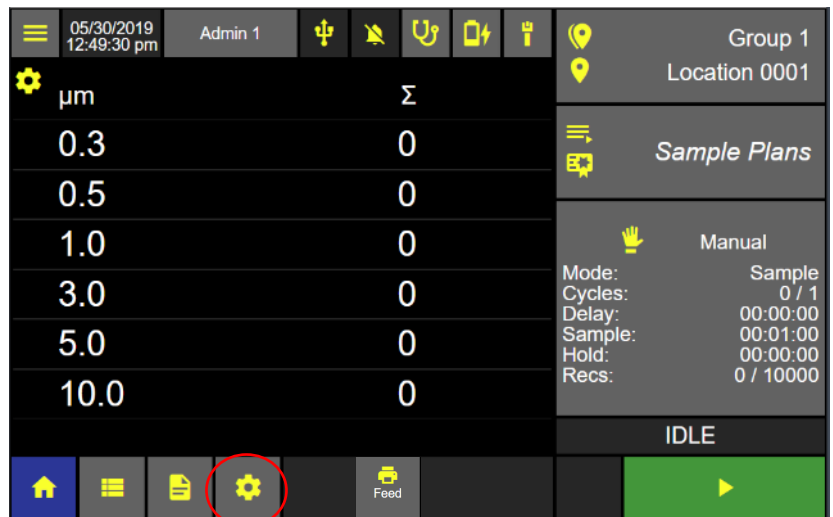 05/30/2019
12:49:30 pm
Admin 1
Group 1
Location 0001
µm Σ
0.3 0
0.5 0
1.0 0
3.0 0
5.0 0
10.0 0
Sample Plans
Manual
Mode: Sample
Cycles: 0 / 1
Delay: 00:00:00
Sample: 00:01:00
Hold: 00:00:00
Recs: 0 / 10000
IDLE
Feed